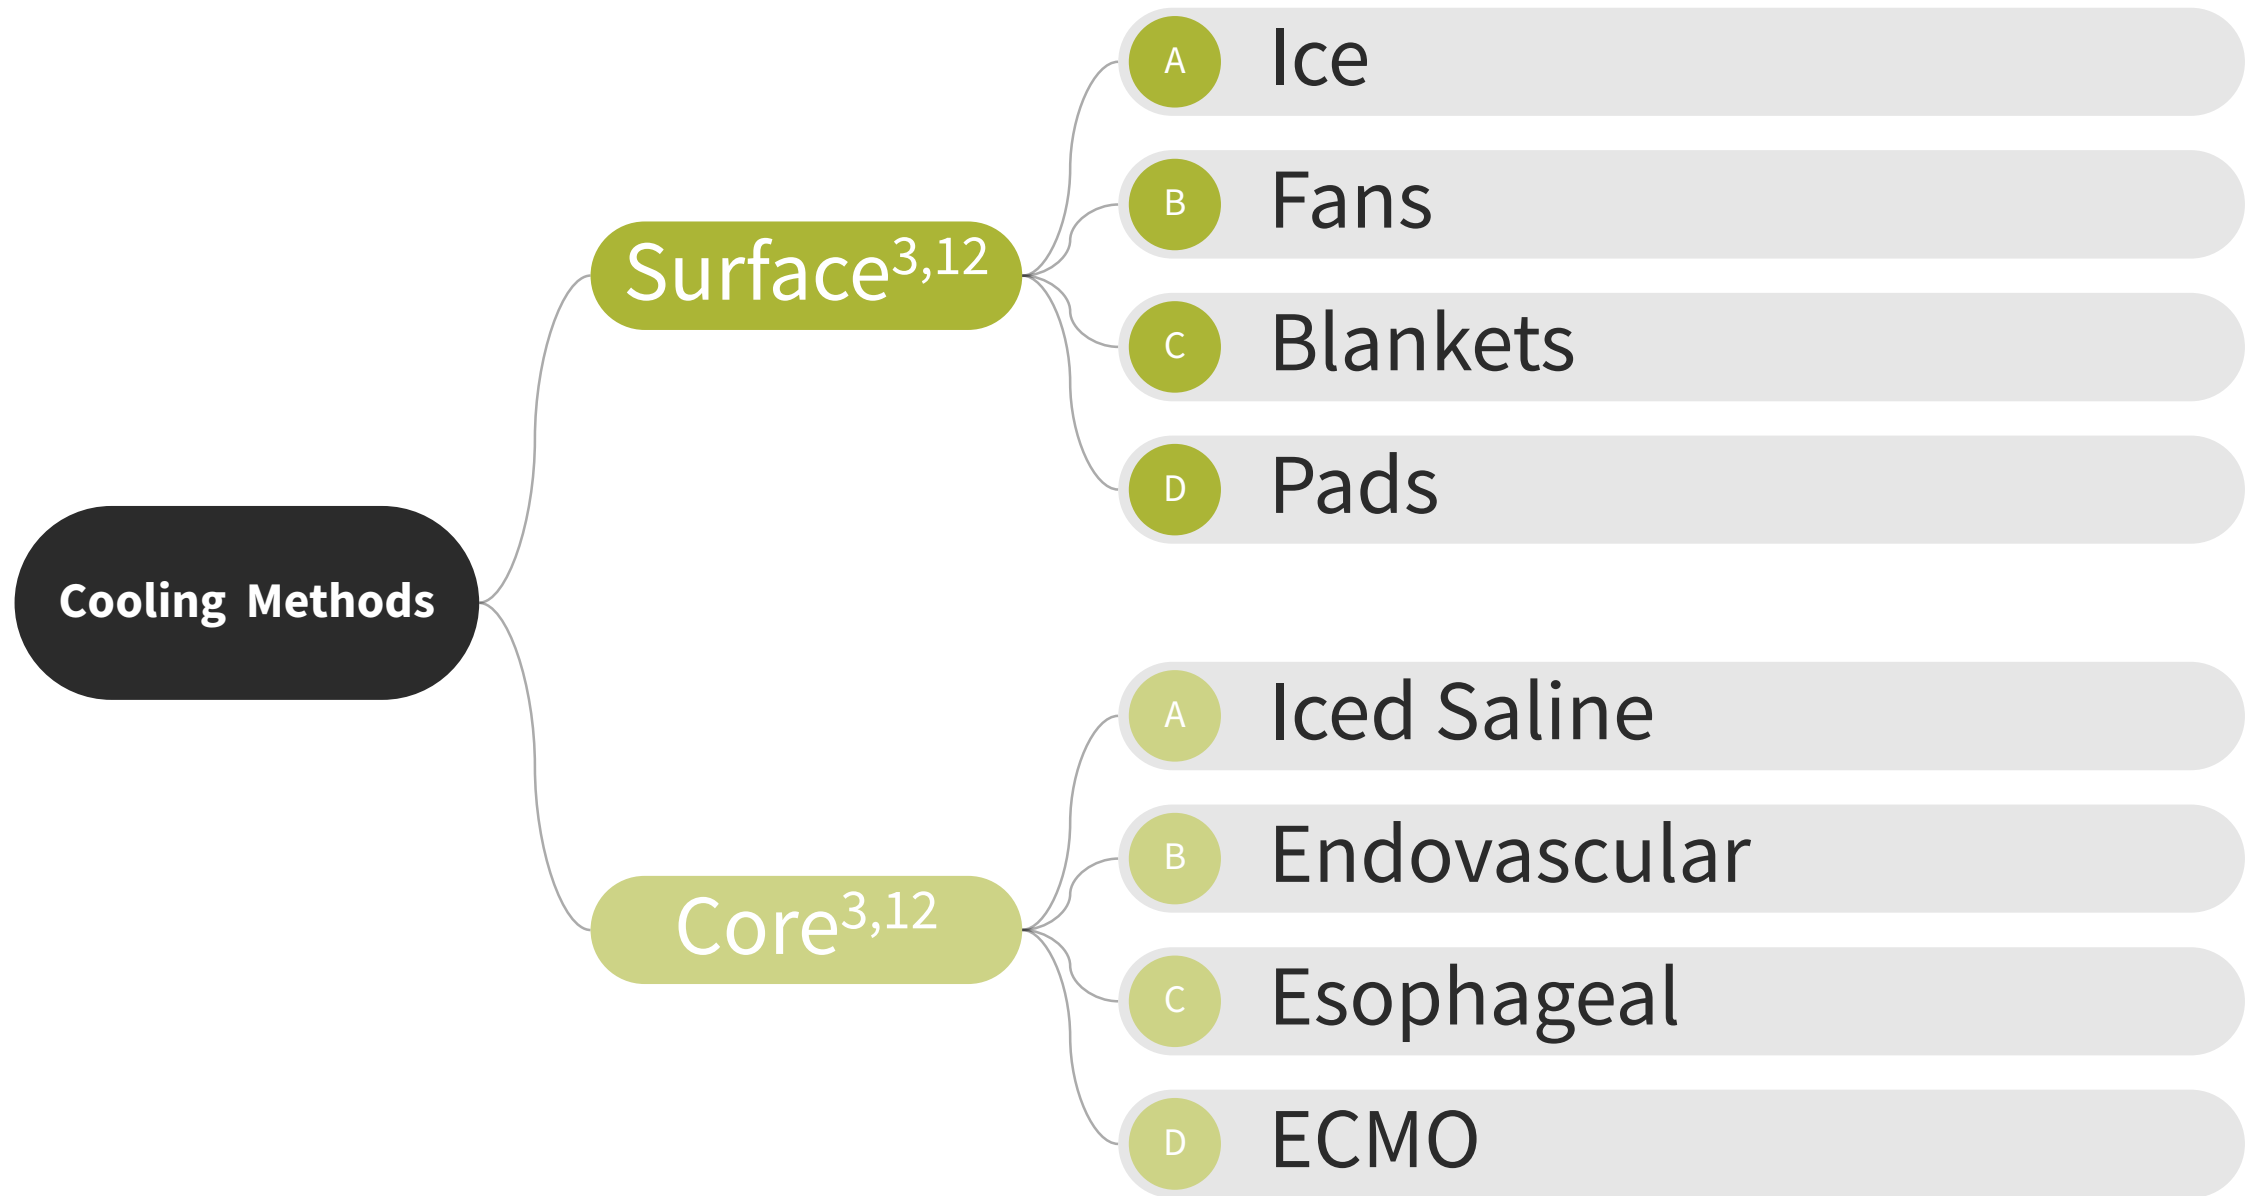 Cooling Methods
Surface3,12
A Ice
B Fans
C Blankets
D Pads
Core3,12
A Iced Saline
B Endovascular
C Esophageal
D ECMO